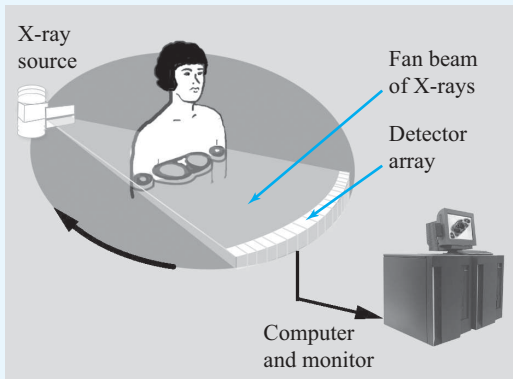 X-ray
source
Fan beam
of X-rays
Detector
array
Computer
and monitor